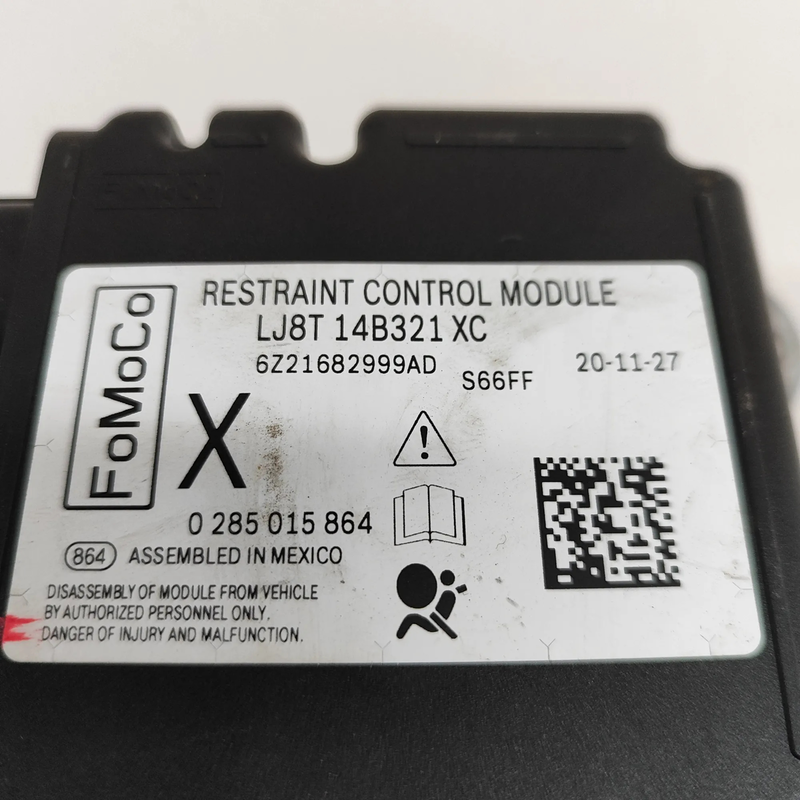 FoMoCo
RESTRAINT CONTROL MODULE
LJ8T 14B321 XC
6Z21682999AD
S66FF
20-11-27
X
0 285 015 864
864 ASSEMBLED IN MEXICO
DISASSEMBLY OF MODULE FROM VEHICLE
BY AUTHORIZED PERSONNEL ONLY.
DANGER OF INJURY AND MALFUNCTION.